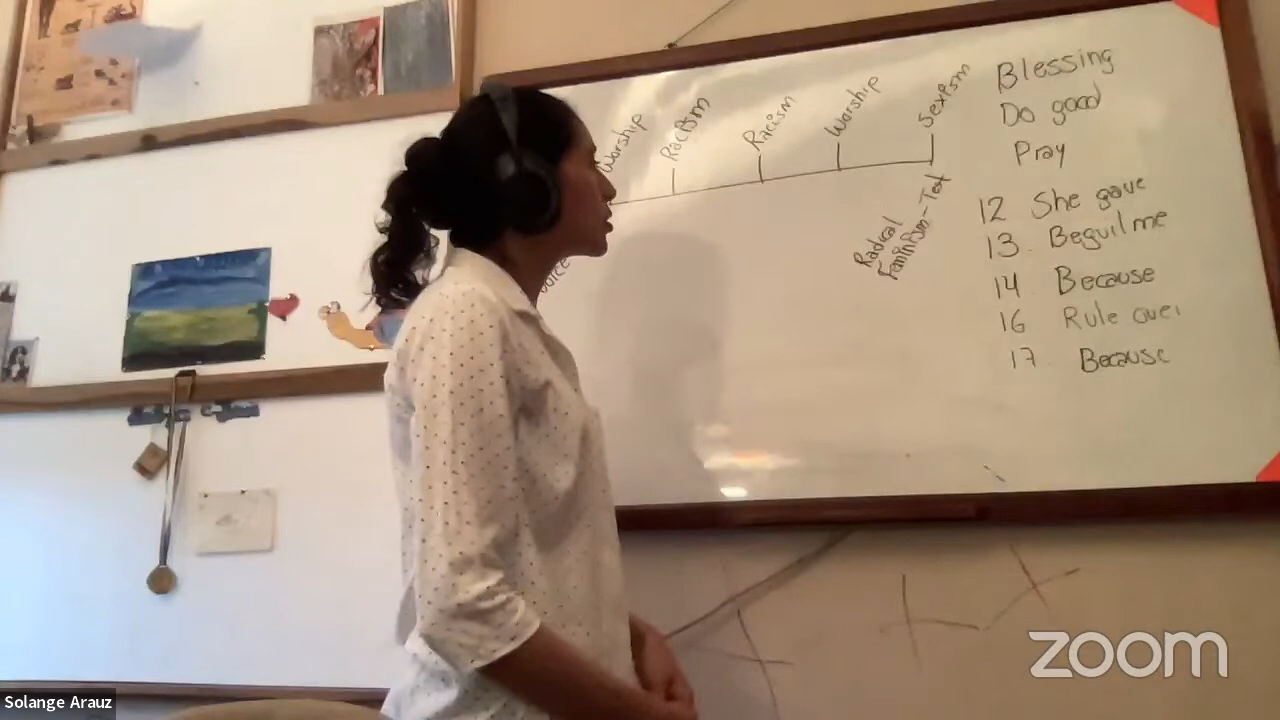 Worship
Racism
Racism
Worship
Sexism
Radical
Feminism-Text
Blessing
Do good
Pray
12 She gave
13. Beguil me
14 Because
16 Rule over
17 Because
Solange Arauz
zoom